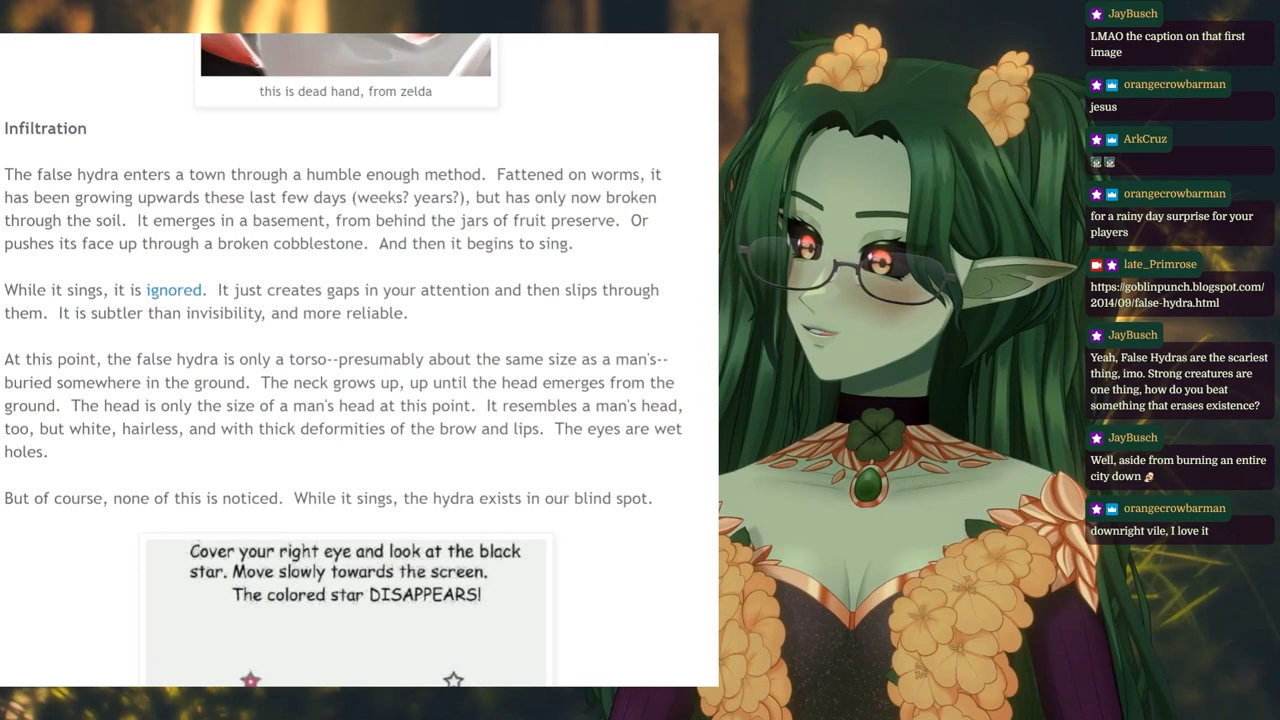 this is dead hand, from zelda
Infiltration
The false hydra enters a town through a humble enough method.  Fattened on worms, it
has been growing upwards these last few days (weeks? years?), but has only now broken
through the soil.  It emerges in a basement, from behind the jars of fruit preserve.  Or
pushes its face up through a broken cobblestone.  And then it begins to sing.
While it sings, it is ignored.  It just creates gaps in your attention and then slips through
them.  It is subtler than invisibility, and more reliable.
At this point, the false hydra is only a torso--presumably about the same size as a man's--
buried somewhere in the ground.  The neck grows up, up until the head emerges from the
ground.  The head is only the size of a man's head at this point.  It resembles a man's head,
too, but white, hairless, and with thick deformities of the brow and lips.  The eyes are wet
holes.
But of course, none of this is noticed.  While it sings, the hydra exists in our blind spot.
Cover your right eye and look at the black
star. Move slowly towards the screen.
The colored star DISAPPEARS!
JayBusch
LMAO the caption on that first
image
orangecrowbarman
jesus
ArkCruz
orangecrowbarman
for a rainy day surprise for your
players
late_Primrose
https://goblinpunch.blogspot.com/
2014/09/false-hydra.html
JayBusch
Yeah, False Hydras are the scariest
thing, imo. Strong creatures are
one thing, how do you beat
something that erases existence?
JayBusch
Well, aside from burning an entire
city down
orangecrowbarman
downright vile, I love it